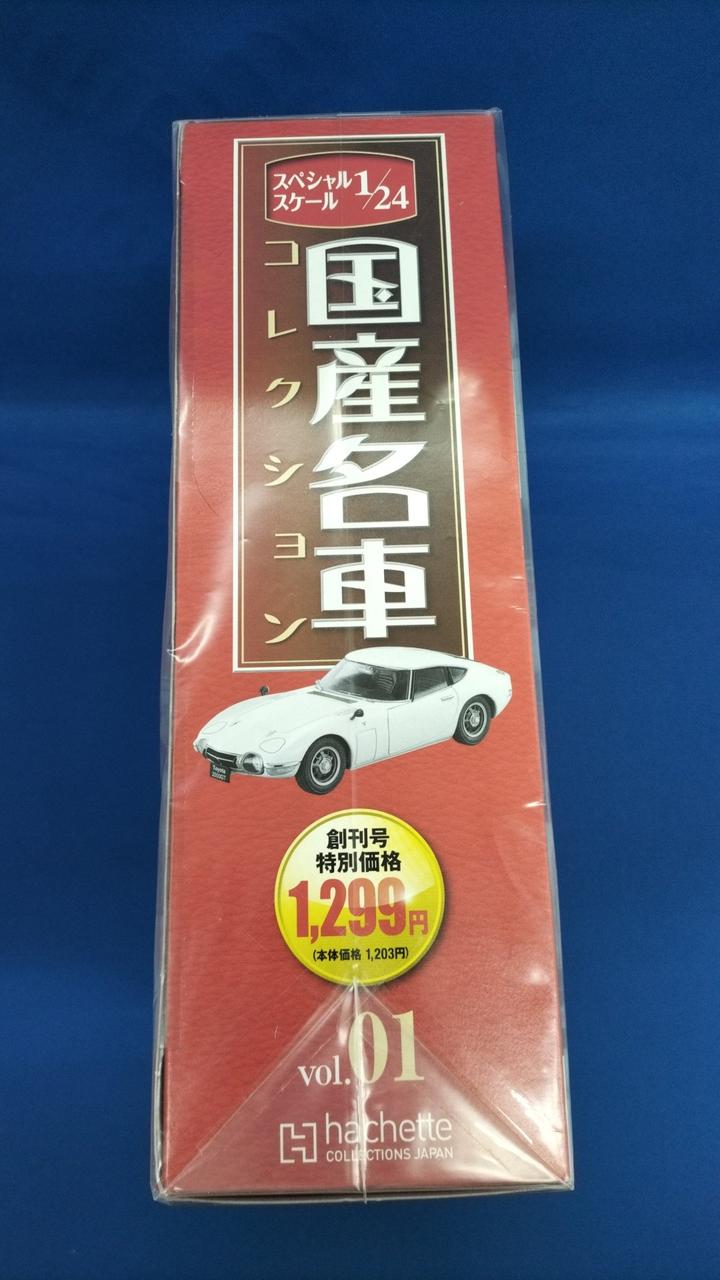 スペシャル
スケール
1/24
国産名車
コレクション
Toyota
2000GT
創刊号
特別価格
1,299円
(本体価格 1,203円)
vol.01
hachette
COLLECTIONS JAPAN